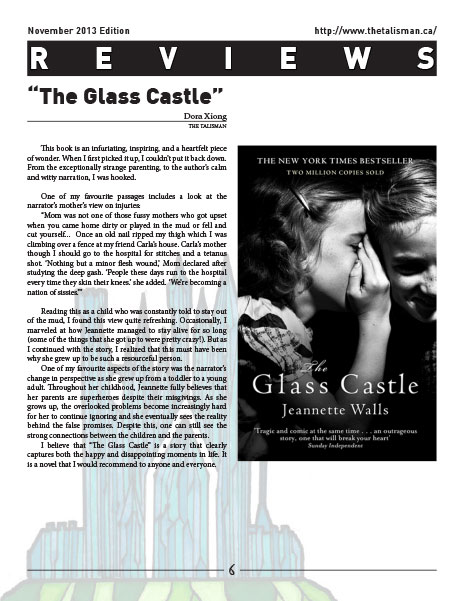 November 2013 Edition
http://www.thetalisman.ca/
REVIEWS
“The Glass Castle”
Dora Xiong
THE TALISMAN
This book is an infuriating, inspiring, and a heartfelt piece
of wonder. When I first picked it up, I couldn't put it back down.
From the exceptionally strange parenting, to the author's calm
and witty narration, I was hooked.
One of my favourite passages includes a look at the
narrator's mother's view on injuries:
“Mom was not one of those fussy mothers who got upset
when you came home dirty or played in the mud or fell and
cut yourself... Once an old nail ripped my thigh which I was
climbing over a fence at my friend Carla's house. Carla's mother
though I should go to the hospital for stitches and a tetanus
shot. ‘Nothing but a minor flesh wound,’ Mom declared after
studying the deep gash. ‘People these days run to the hospital
every time they skin their knees.’ she added. ‘We're becoming a
nation of sissies.’”
Reading this as a child who was constantly told to stay out
of the mud, I found this view quite refreshing. Occasionally, I
marveled at how Jeannette managed to stay alive for so long
(some of the things that she got up to were pretty crazy!). But as
I continued with the story, I realized that this must have been
why she grew up to be such a resourceful person.
One of my favourite aspects of the story was the narrator's
change in perspective as she grew up from a toddler to a young
adult. Throughout her childhood, Jeannette fully believes that
her parents are superheroes despite their misgivings. As she
grows up, the overlooked problems become increasingly hard
for her to continue ignoring and she eventually sees the reality
behind the false promises. Despite this, one can still see the
strong connections between the children and the parents.
I believe that “The Glass Castle” is a story that clearly
captures both the happy and disappointing moments in life. It
is a novel that I would recommend to anyone and everyone.
THE NEW YORK TIMES BESTSELLER
TWO MILLION COPIES SOLD
The
Glass Castle
Jeannette Walls
‘Tragic and comic at the same time . . . an outrageous
story, one that will break your heart’
Sunday Independent
6